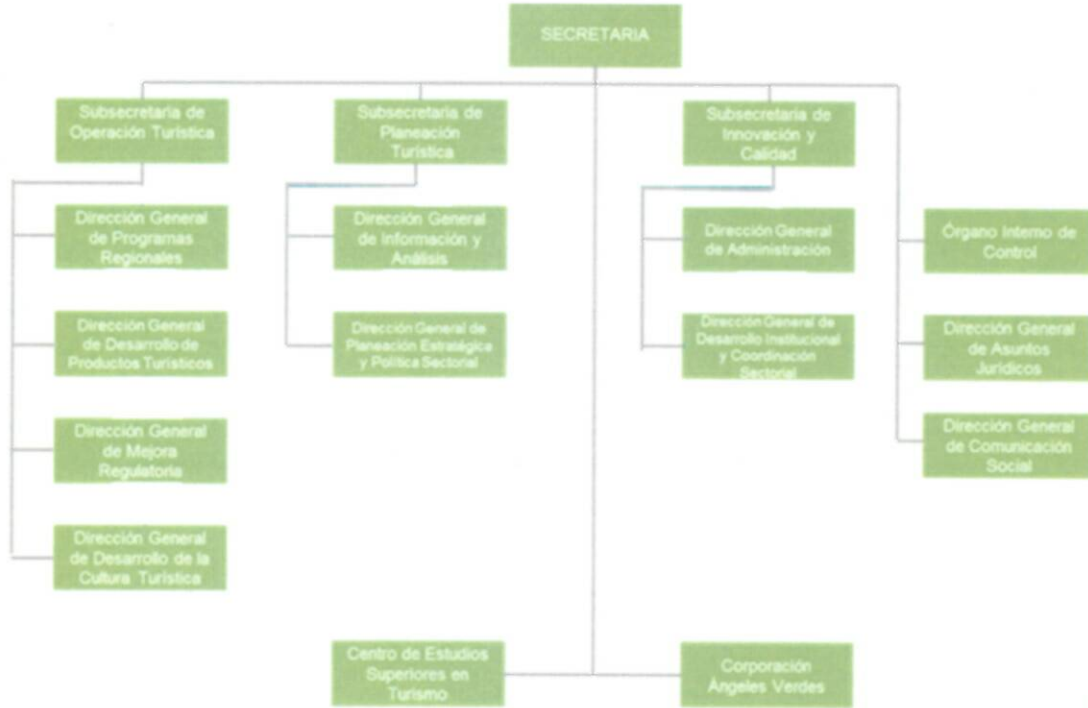 SECRETARIA
Subsecretaria de
Operación Turística
Subsecretaria de
Planeación
Turística
Subsecretaria de
Innovación y
Calidad
Dirección General
de Programas
Regionales
Dirección General
de Desarrollo de
Productos Turísticos
Dirección General
de Mejora
Regulatoria
Dirección General
de Desarrollo de la
Cultura Turística
Dirección General
de Información y
Análisis
Dirección General de
Planeación Estratégica
y Política Sectorial
Dirección General
de Administración
Dirección General de
Desarrollo Institucional
y Coordinación
Sectorial
Órgano Interno de
Control
Dirección General
de Asuntos
Jurídicos
Dirección General
de Comunicación
Social
Centro de Estudios
Superiores en
Turismo
Corporación
Ángeles Verdes